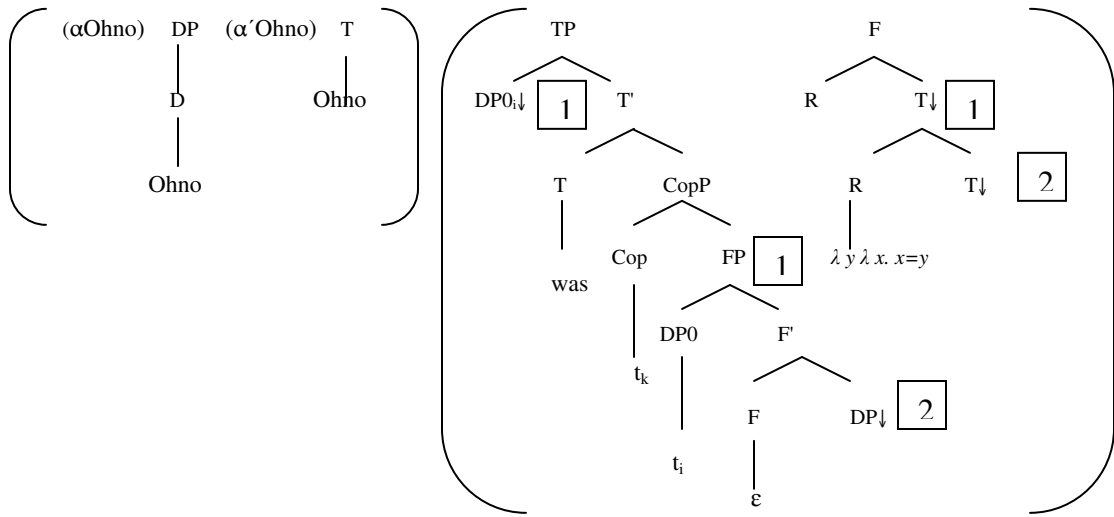 (αOhno) DP (α´Ohno) T TP F
D Ohno DP0i↓ 1 T' R T↓ 1
Ohno T CopP R T↓ 2
was Cop FP 1 λ y λ x. x=y
DP0 F'
tk F DP↓ 2
ti
ε